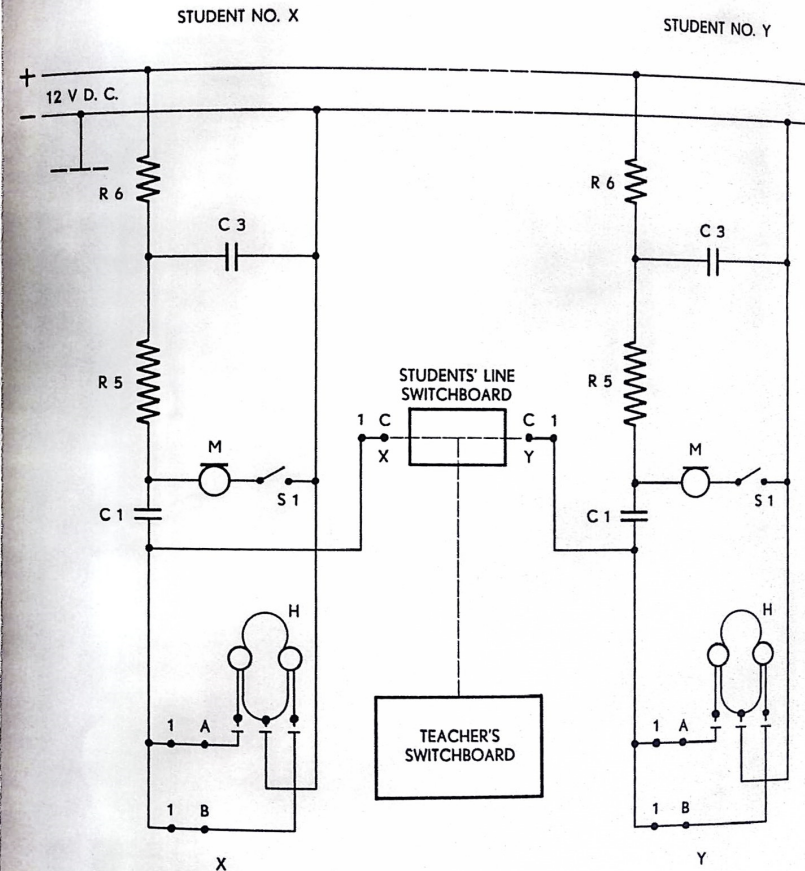 STUDENT NO. X
STUDENT NO. Y
+
12 V D. C.
−
R 6
R 6
C 3
C 3
R 5
R 5
STUDENTS' LINE
SWITCHBOARD
1 C
C 1
X
Y
M
M
S 1
S 1
C 1
C 1
H
H
TEACHER'S
SWITCHBOARD
1 A
1 A
1 B
1 B
X
Y